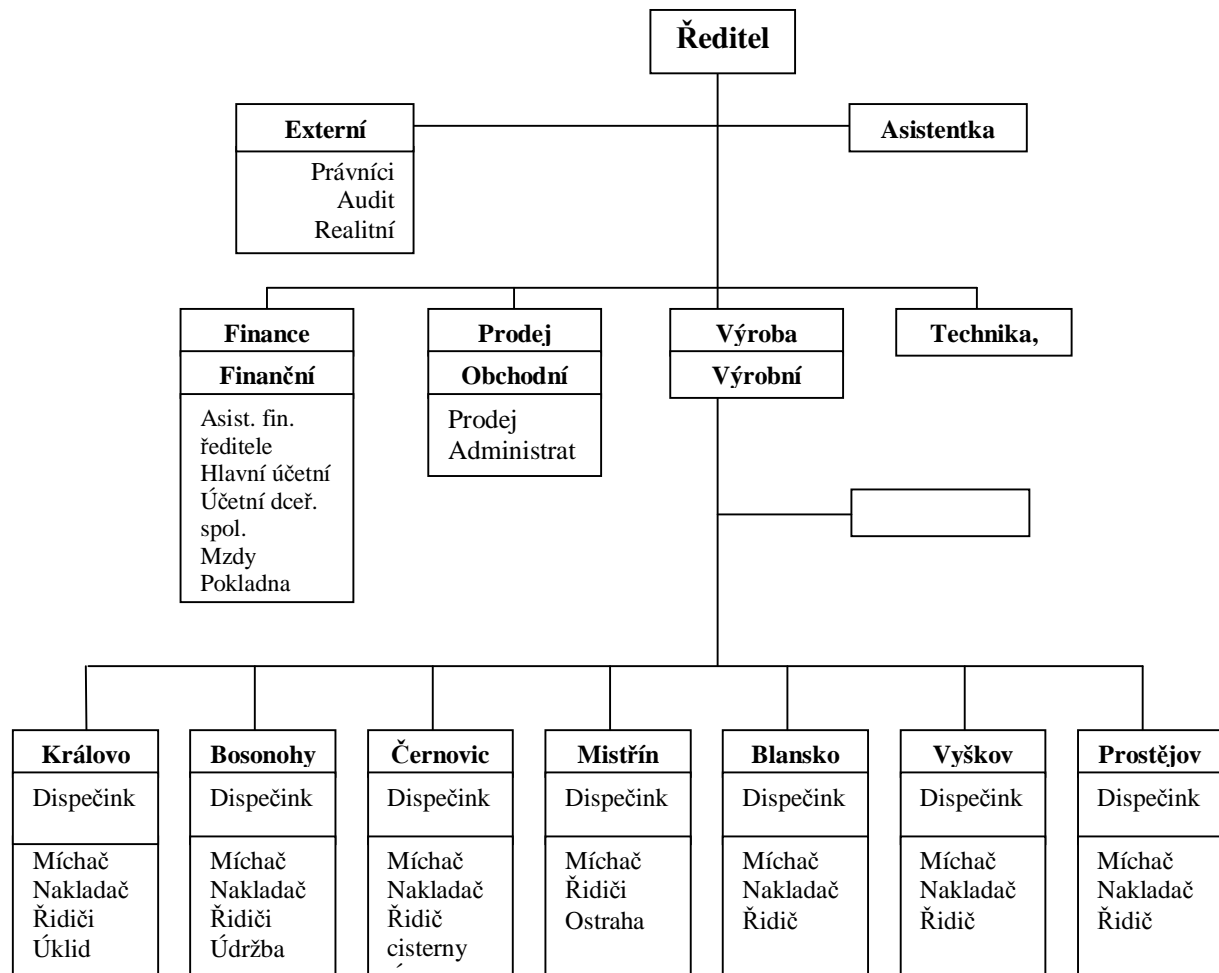 Ředitel
Externí
Právníci
Audit
Realitní
Asistentka
Finance
Finanční
Asist. fin.
ředitele
Hlavní účetní
Účetní dceř.
spol.
Mzdy
Pokladna
Prodej
Obchodní
Prodej
Administrat
Výroba
Výrobní
Technika,
Královo
Dispečink
Míchač
Nakladač
Řidiči
Úklid
Bosonohy
Dispečink
Míchač
Nakladač
Řidiči
Údržba
Černovic
Dispečink
Míchač
Nakladač
Řidič
cisterny
Mistřín
Dispečink
Míchač
Řidiči
Ostraha
Blansko
Dispečink
Míchač
Nakladač
Řidič
Vyškov
Dispečink
Míchač
Nakladač
Řidič
Prostějov
Dispečink
Míchač
Nakladač
Řidič